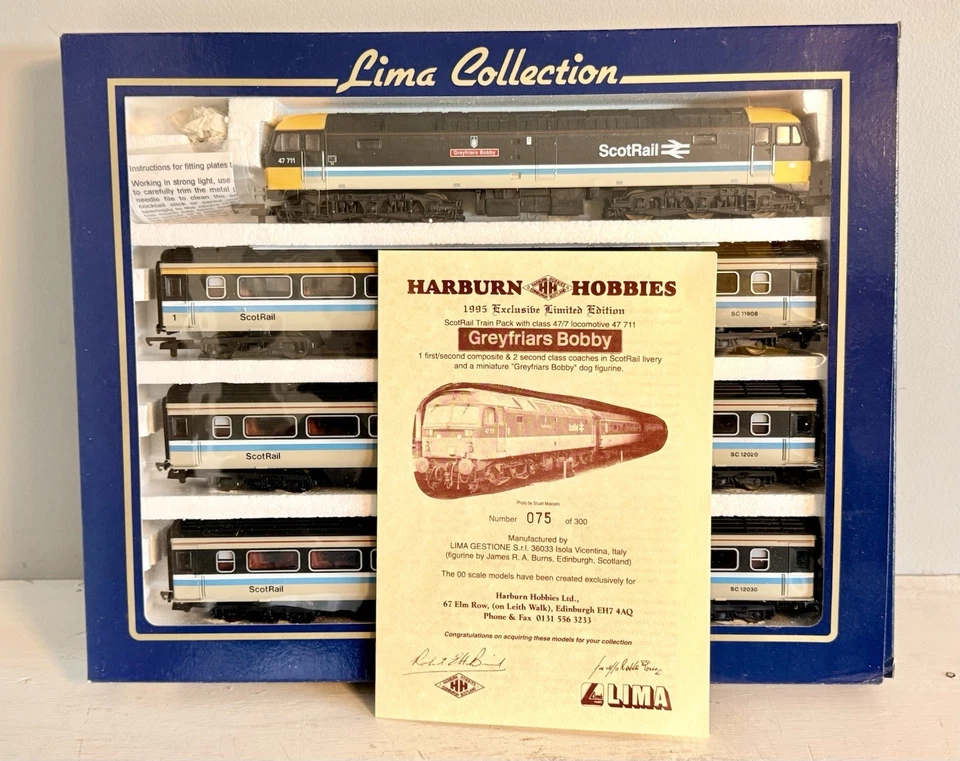 Lima Collection
47 711
Greyfriars Bobby
ScotRail
Instructions for fitting plates
Working in strong light, use
to carefully trim the metal
needle file to clean the
cocktail stick
1
ScotRail
SC 11908
ScotRail
SC 12020
ScotRail
SC 12030
HARBURN HH HOBBIES
1995 Exclusive Limited Edition
ScotRail Train Pack with class 47/7 locomotive 47 711
Greyfriars Bobby
1 first/second composite & 2 second class coaches in ScotRail livery
and a miniature "Greyfriars Bobby" dog figurine.
Number 075 of 300
Manufactured by
LIMA GESTIONE S.r.l. 36033 Isola Vicentina, Italy
(figurine by James R. A. Burns, Edinburgh, Scotland)
The 00 scale models have been created exclusively for
Harburn Hobbies Ltd.,
67 Elm Row, (on Leith Walk), Edinburgh EH7 4AQ
Phone & Fax 0131 556 3233
Congratulations on acquiring these models for your collection
HH
LIMA